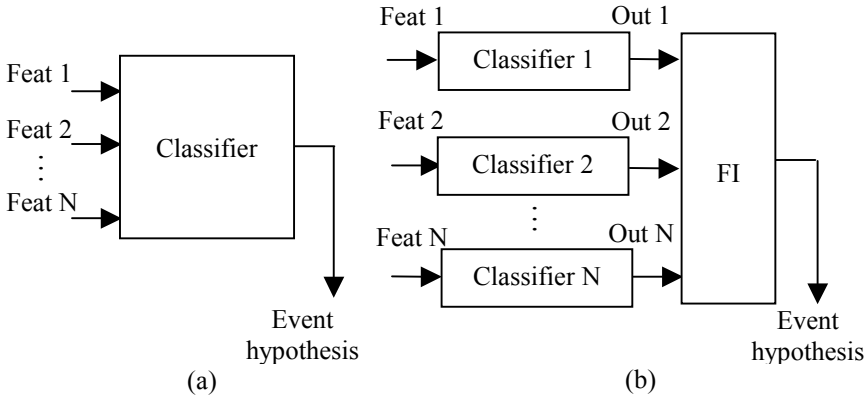 Feat 1
Feat 2
⋮
Feat N
Classifier
Event
hypothesis
(a)
Feat 1
Classifier 1
Out 1
Feat 2
Classifier 2
Out 2
⋮
Feat N
Classifier N
Out N
FI
Event
hypothesis
(b)